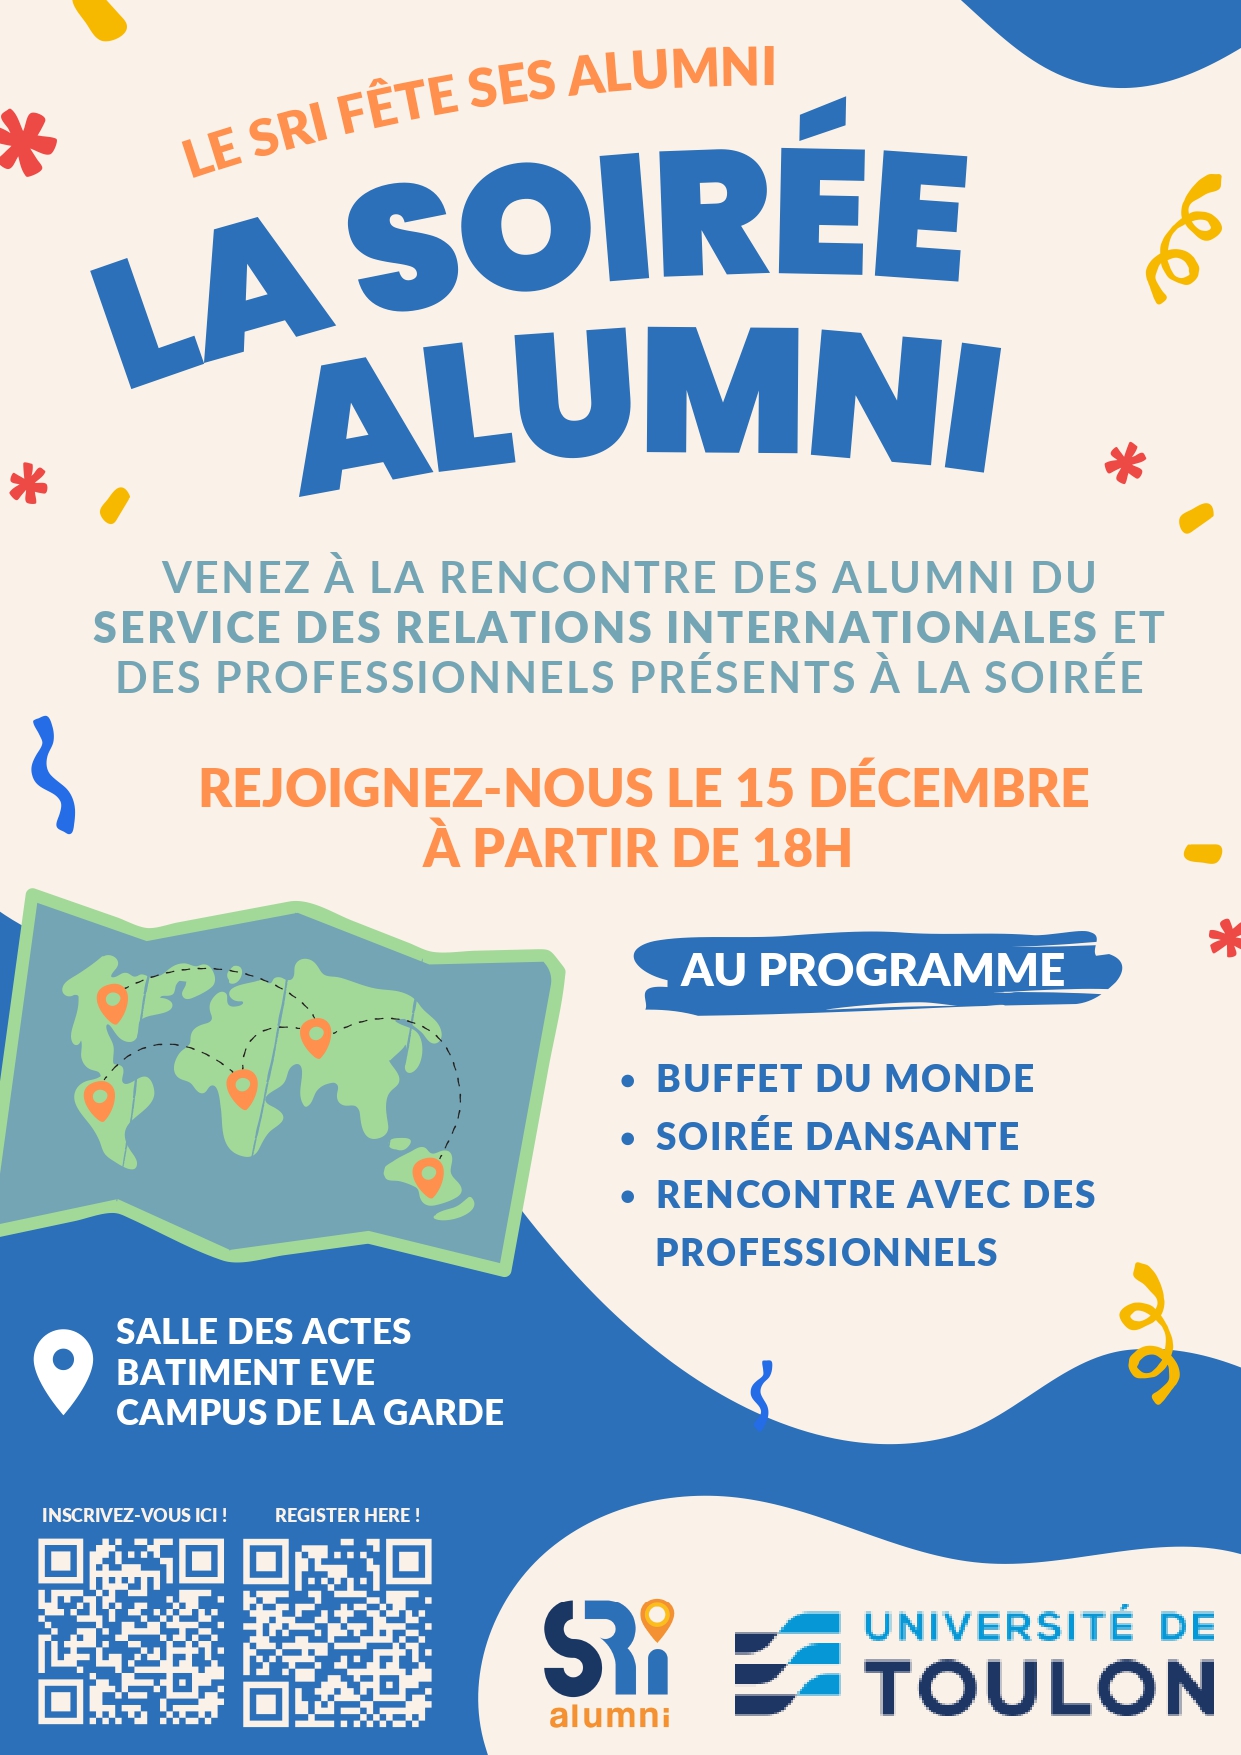 LE SRI FÊTE SES ALUMNI
LA SOIRÉE
ALUMNI
VENEZ À LA RENCONTRE DES ALUMNI DU
SERVICE DES RELATIONS INTERNATIONALES ET
DES PROFESSIONNELS PRÉSENTS À LA SOIRÉE
REJOIGNEZ-NOUS LE 15 DÉCEMBRE
À PARTIR DE 18H
AU PROGRAMME
• BUFFET DU MONDE
• SOIRÉE DANSANTE
• RENCONTRE AVEC DES
PROFESSIONNELS
SALLE DES ACTES
BATIMENT EVE
CAMPUS DE LA GARDE
INSCRIVEZ-VOUS ICI !
REGISTER HERE !
SRi
alumni
UNIVERSITÉ DE
TOULON